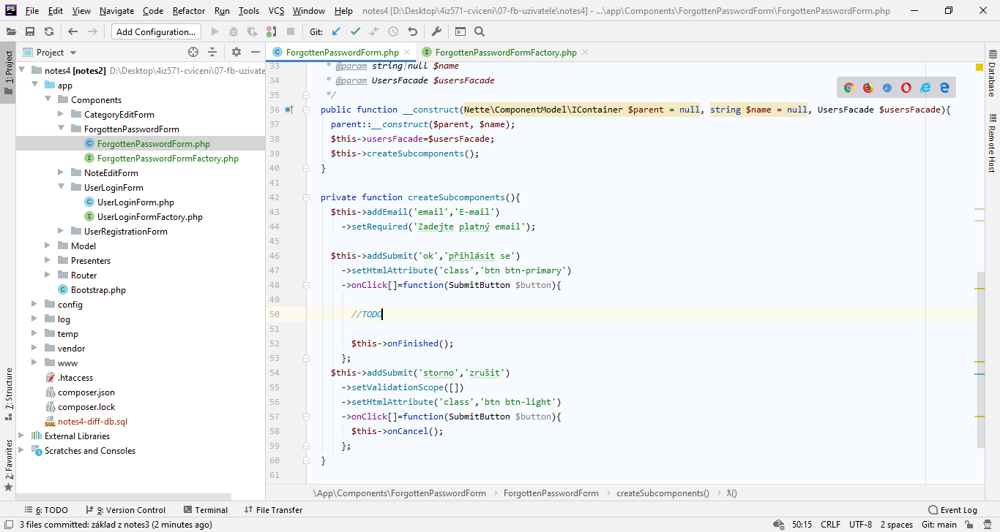 PS File Edit View Navigate Code Refactor Run Tools VCS Window Help notes4 [D:\Desktop\4iz571-cviceni\07-fb-uzivatele\notes4] - ...\app\Components\ForgottenPasswordForm\ForgottenPasswordForm.php
Add Configuration... Git:
1: Project
Project
ForgottenPasswordForm.php
ForgottenPasswordFormFactory.php
notes4 [notes2] D:\Desktop\4iz571-cviceni\07-fb-uzivate
app
Components
CategoryEditForm
ForgottenPasswordForm
ForgottenPasswordForm.php
ForgottenPasswordFormFactory.php
NoteEditForm
UserLoginForm
UserLoginForm.php
UserLoginFormFactory.php
UserRegistrationForm
Model
Presenters
Router
Bootstrap.php
config
log
temp
vendor
www
.htaccess
composer.json
composer.lock
notes4-diff-db.sql
External Libraries
Scratches and Consoles
7: Structure
2: Favorites
33 * @param string|null $name
34 * @param UsersFacade $usersFacade
35 */
36 public function __construct(Nette\ComponentModel\IContainer $parent = null, string $name = null, UsersFacade $usersFacade){
37 parent::__construct($parent, $name);
38 $this->usersFacade=$usersFacade;
39 $this->createSubcomponents();
40 }
41
42 private function createSubcomponents(){
43 $this->addEmail('email','E-mail')
44 ->setRequired('Zadejte platný email');
45
46 $this->addSubmit('ok','přihlásit se')
47 ->setHtmlAttribute('class','btn btn-primary')
48 ->onClick[]=function(SubmitButton $button){
49
50 //TODO
51
52 $this->onFinished();
53 };
54 $this->addSubmit('storno','zrušit')
55 ->setValidationScope([])
56 ->setHtmlAttribute('class','btn btn-light')
57 ->onClick[]=function(SubmitButton $button){
58 $this->onCancel();
59 };
60 }
61
Database
Remote Host
\App\Components\ForgottenPasswordForm › ForgottenPasswordForm › createSubcomponents() › λ()
6: TODO 9: Version Control Terminal File Transfer Event Log
3 files committed: základ z notes3 (2 minutes ago) 50:15 CRLF UTF-8 2 spaces Git: main